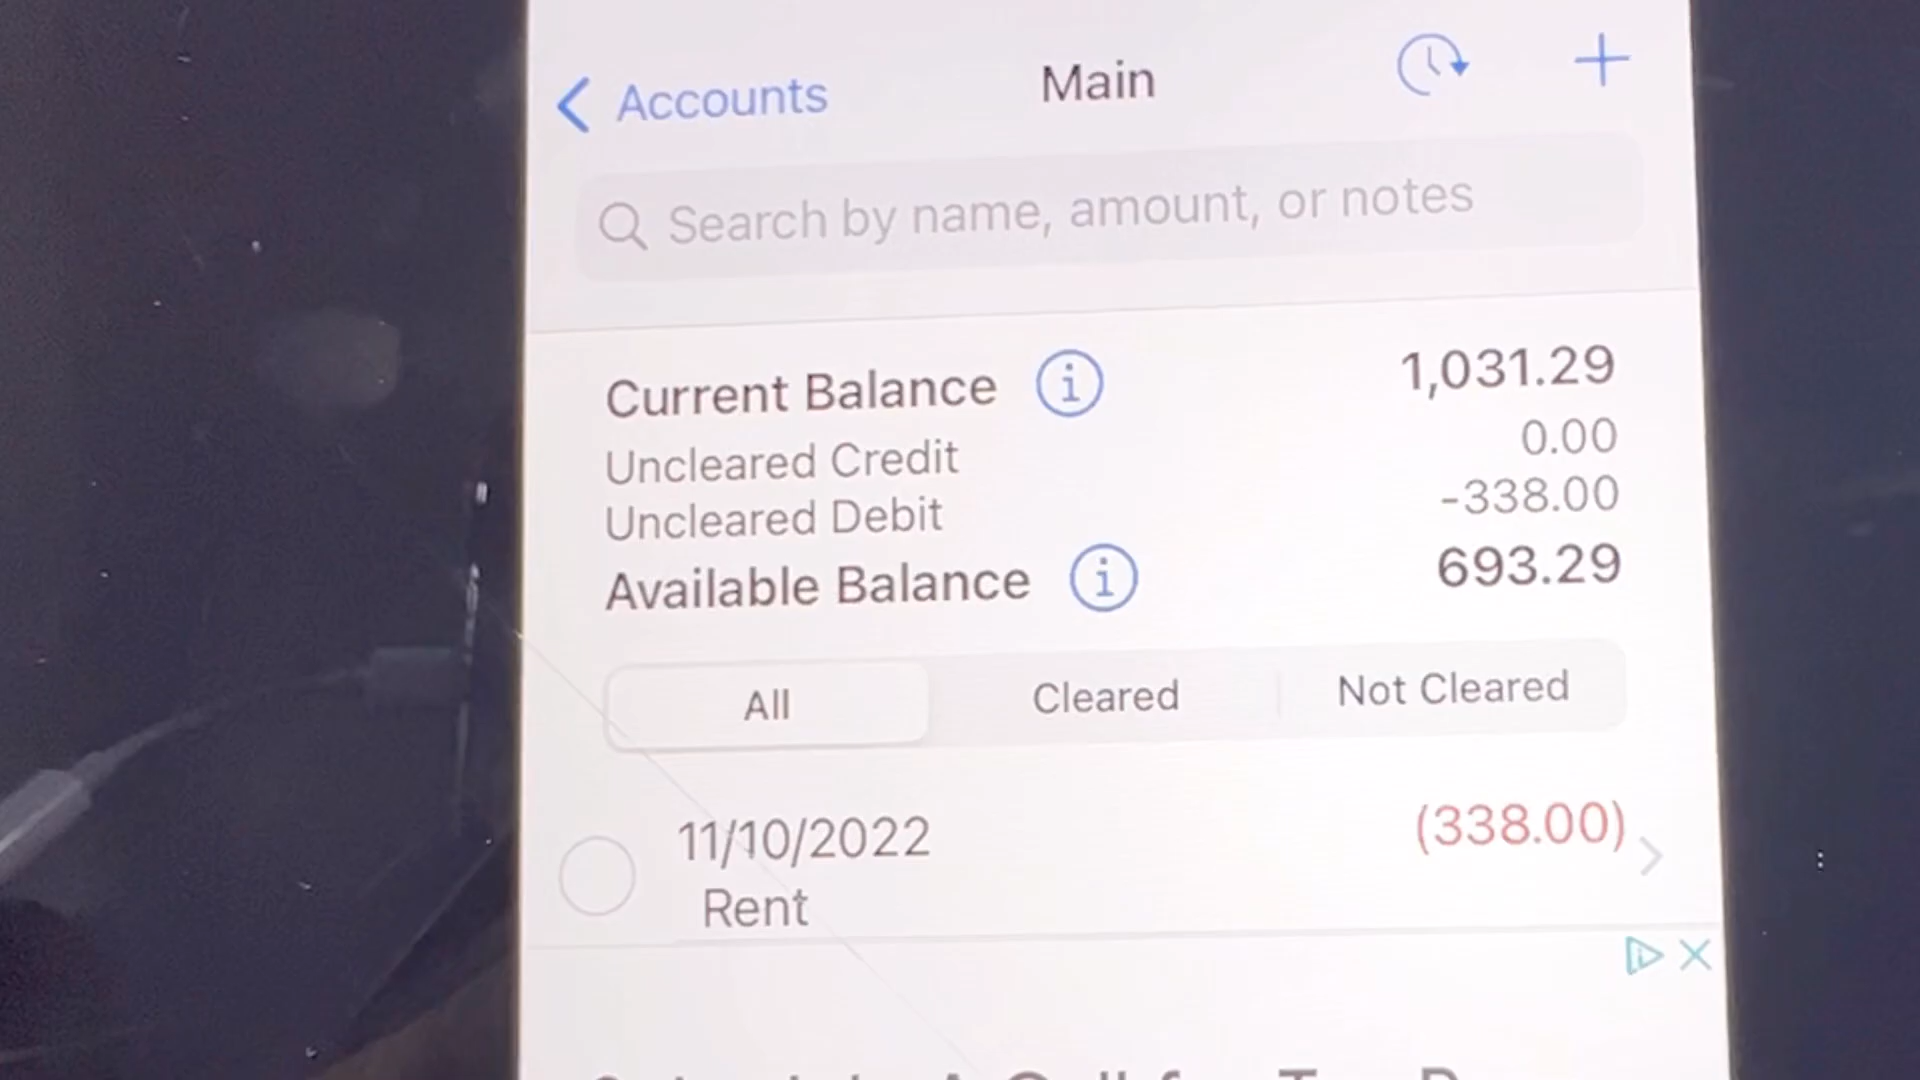 Accounts
Main
Search by name, amount, or notes
Current Balance 1,031.29
Uncleared Credit 0.00
Uncleared Debit -338.00
Available Balance 693.29
All Cleared Not Cleared
11/10/2022 (338.00)
Rent